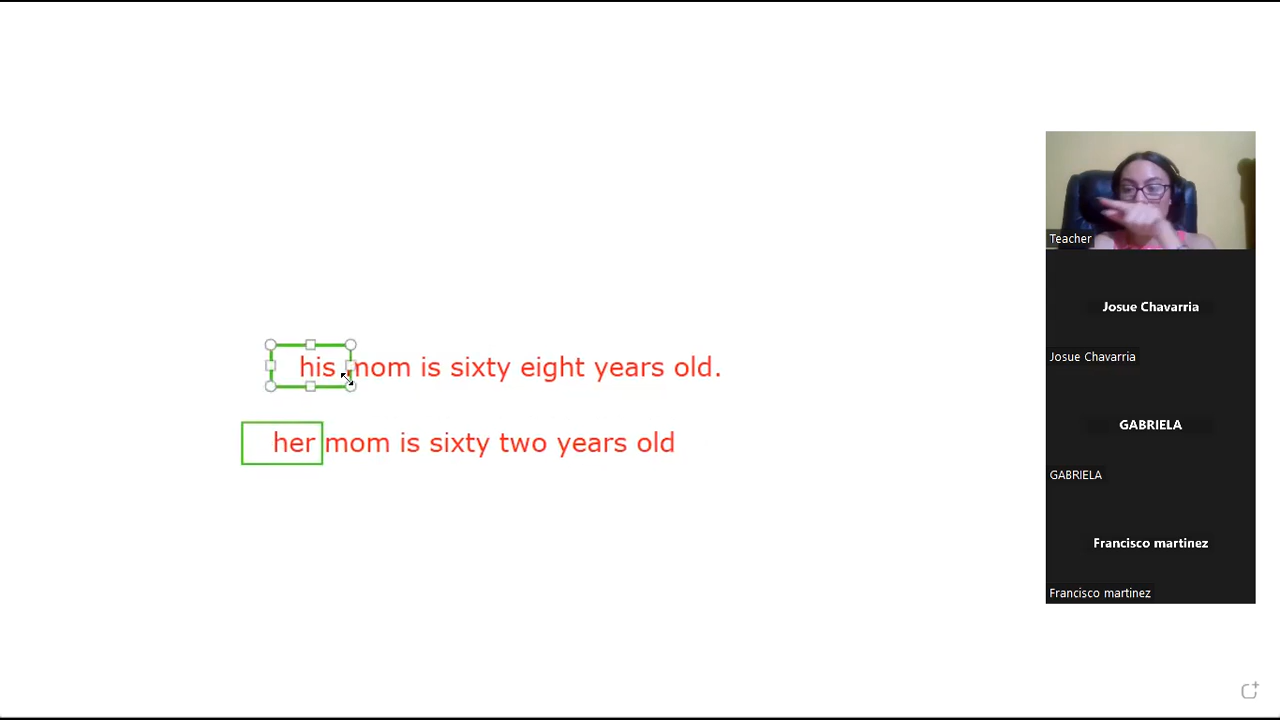 his mom is sixty eight years old.
her mom is sixty two years old
Teacher
Josue Chavarria
Josue Chavarria
GABRIELA
GABRIELA
Francisco martinez
Francisco martinez